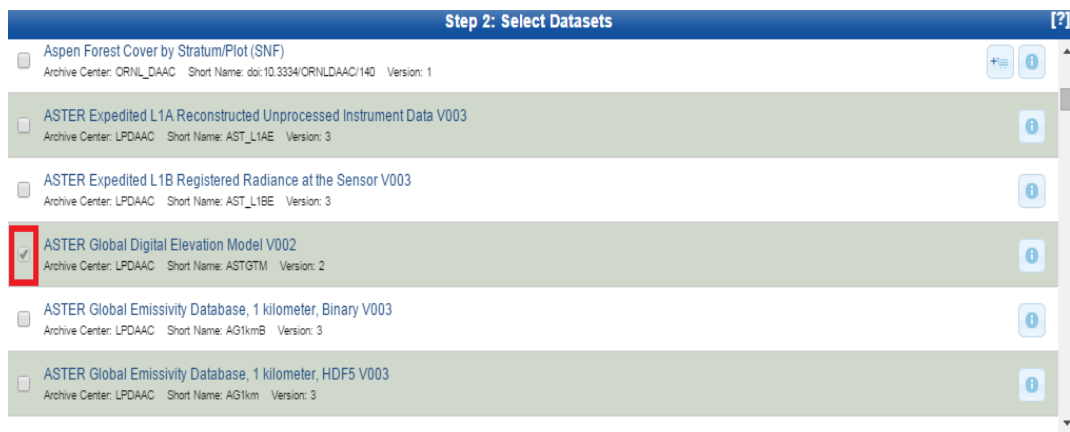 Step 2: Select Datasets [?]
Aspen Forest Cover by Stratum/Plot (SNF)
Archive Center: ORNL_DAAC Short Name: doi:10.3334/ORNLDAAC/140 Version: 1
ASTER Expedited L1A Reconstructed Unprocessed Instrument Data V003
Archive Center: LPDAAC Short Name: AST_L1AE Version: 3
ASTER Expedited L1B Registered Radiance at the Sensor V003
Archive Center: LPDAAC Short Name: AST_L1BE Version: 3
ASTER Global Digital Elevation Model V002
Archive Center: LPDAAC Short Name: ASTGTM Version: 2
ASTER Global Emissivity Database, 1 kilometer, Binary V003
Archive Center: LPDAAC Short Name: AG1kmB Version: 3
ASTER Global Emissivity Database, 1 kilometer, HDF5 V003
Archive Center: LPDAAC Short Name: AG1km Version: 3